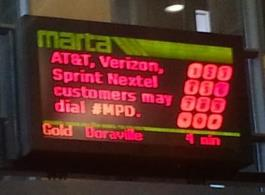 marta
AT&T, Verizon,
Sprint Nextel
customers may
dial #MPD.
Gold Doraville 4 min